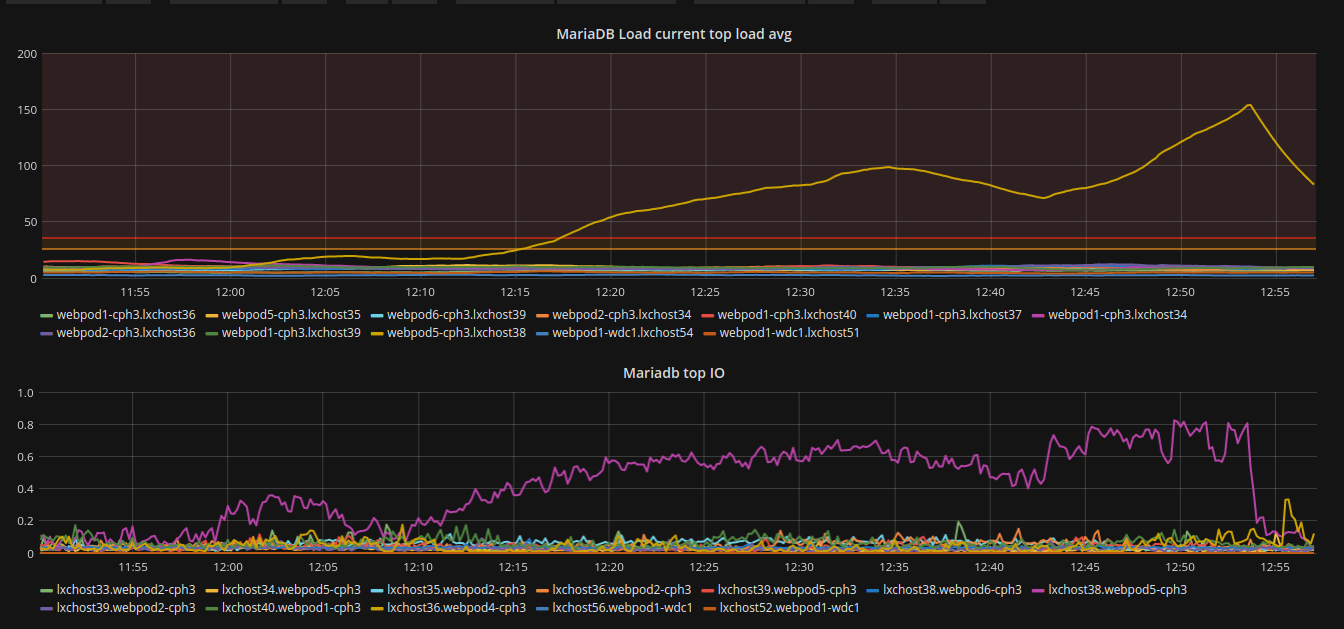 MariaDB Load current top load avg
200
150
100
50
0
11:55 12:00 12:05 12:10 12:15 12:20 12:25 12:30 12:35 12:40 12:45 12:50 12:55
webpod1-cph3.lxchost36 webpod5-cph3.lxchost35 webpod6-cph3.lxchost39 webpod2-cph3.lxchost34 webpod1-cph3.lxchost40 webpod1-cph3.lxchost37 webpod1-cph3.lxchost34
webpod2-cph3.lxchost36 webpod1-cph3.lxchost39 webpod5-cph3.lxchost38 webpod1-wdc1.lxchost54 webpod1-wdc1.lxchost51
Mariadb top IO
1.0
0.8
0.6
0.4
0.2
0
11:55 12:00 12:05 12:10 12:15 12:20 12:25 12:30 12:35 12:40 12:45 12:50 12:55
lxchost33.webpod2-cph3 lxchost34.webpod5-cph3 lxchost35.webpod2-cph3 lxchost36.webpod2-cph3 lxchost39.webpod5-cph3 lxchost38.webpod6-cph3 lxchost38.webpod5-cph3
lxchost39.webpod2-cph3 lxchost40.webpod1-cph3 lxchost36.webpod4-cph3 lxchost56.webpod1-wdc1 lxchost52.webpod1-wdc1